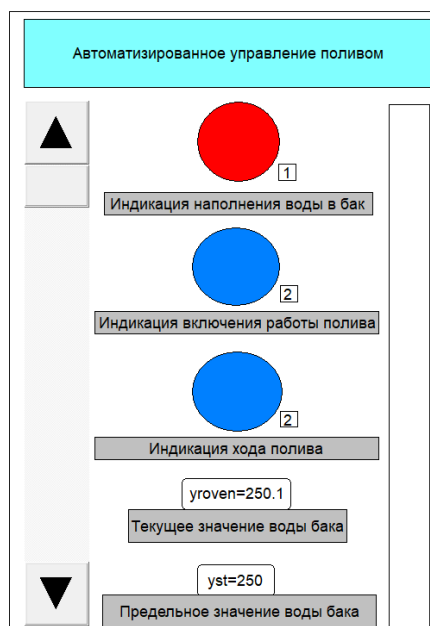 Автоматизированное управление поливом
1
Индикация наполнения воды в бак
2
Индикация включения работы полива
2
Индикация хода полива
yroven=250.1
Текущее значение воды бака
yst=250
Предельное значение воды бака